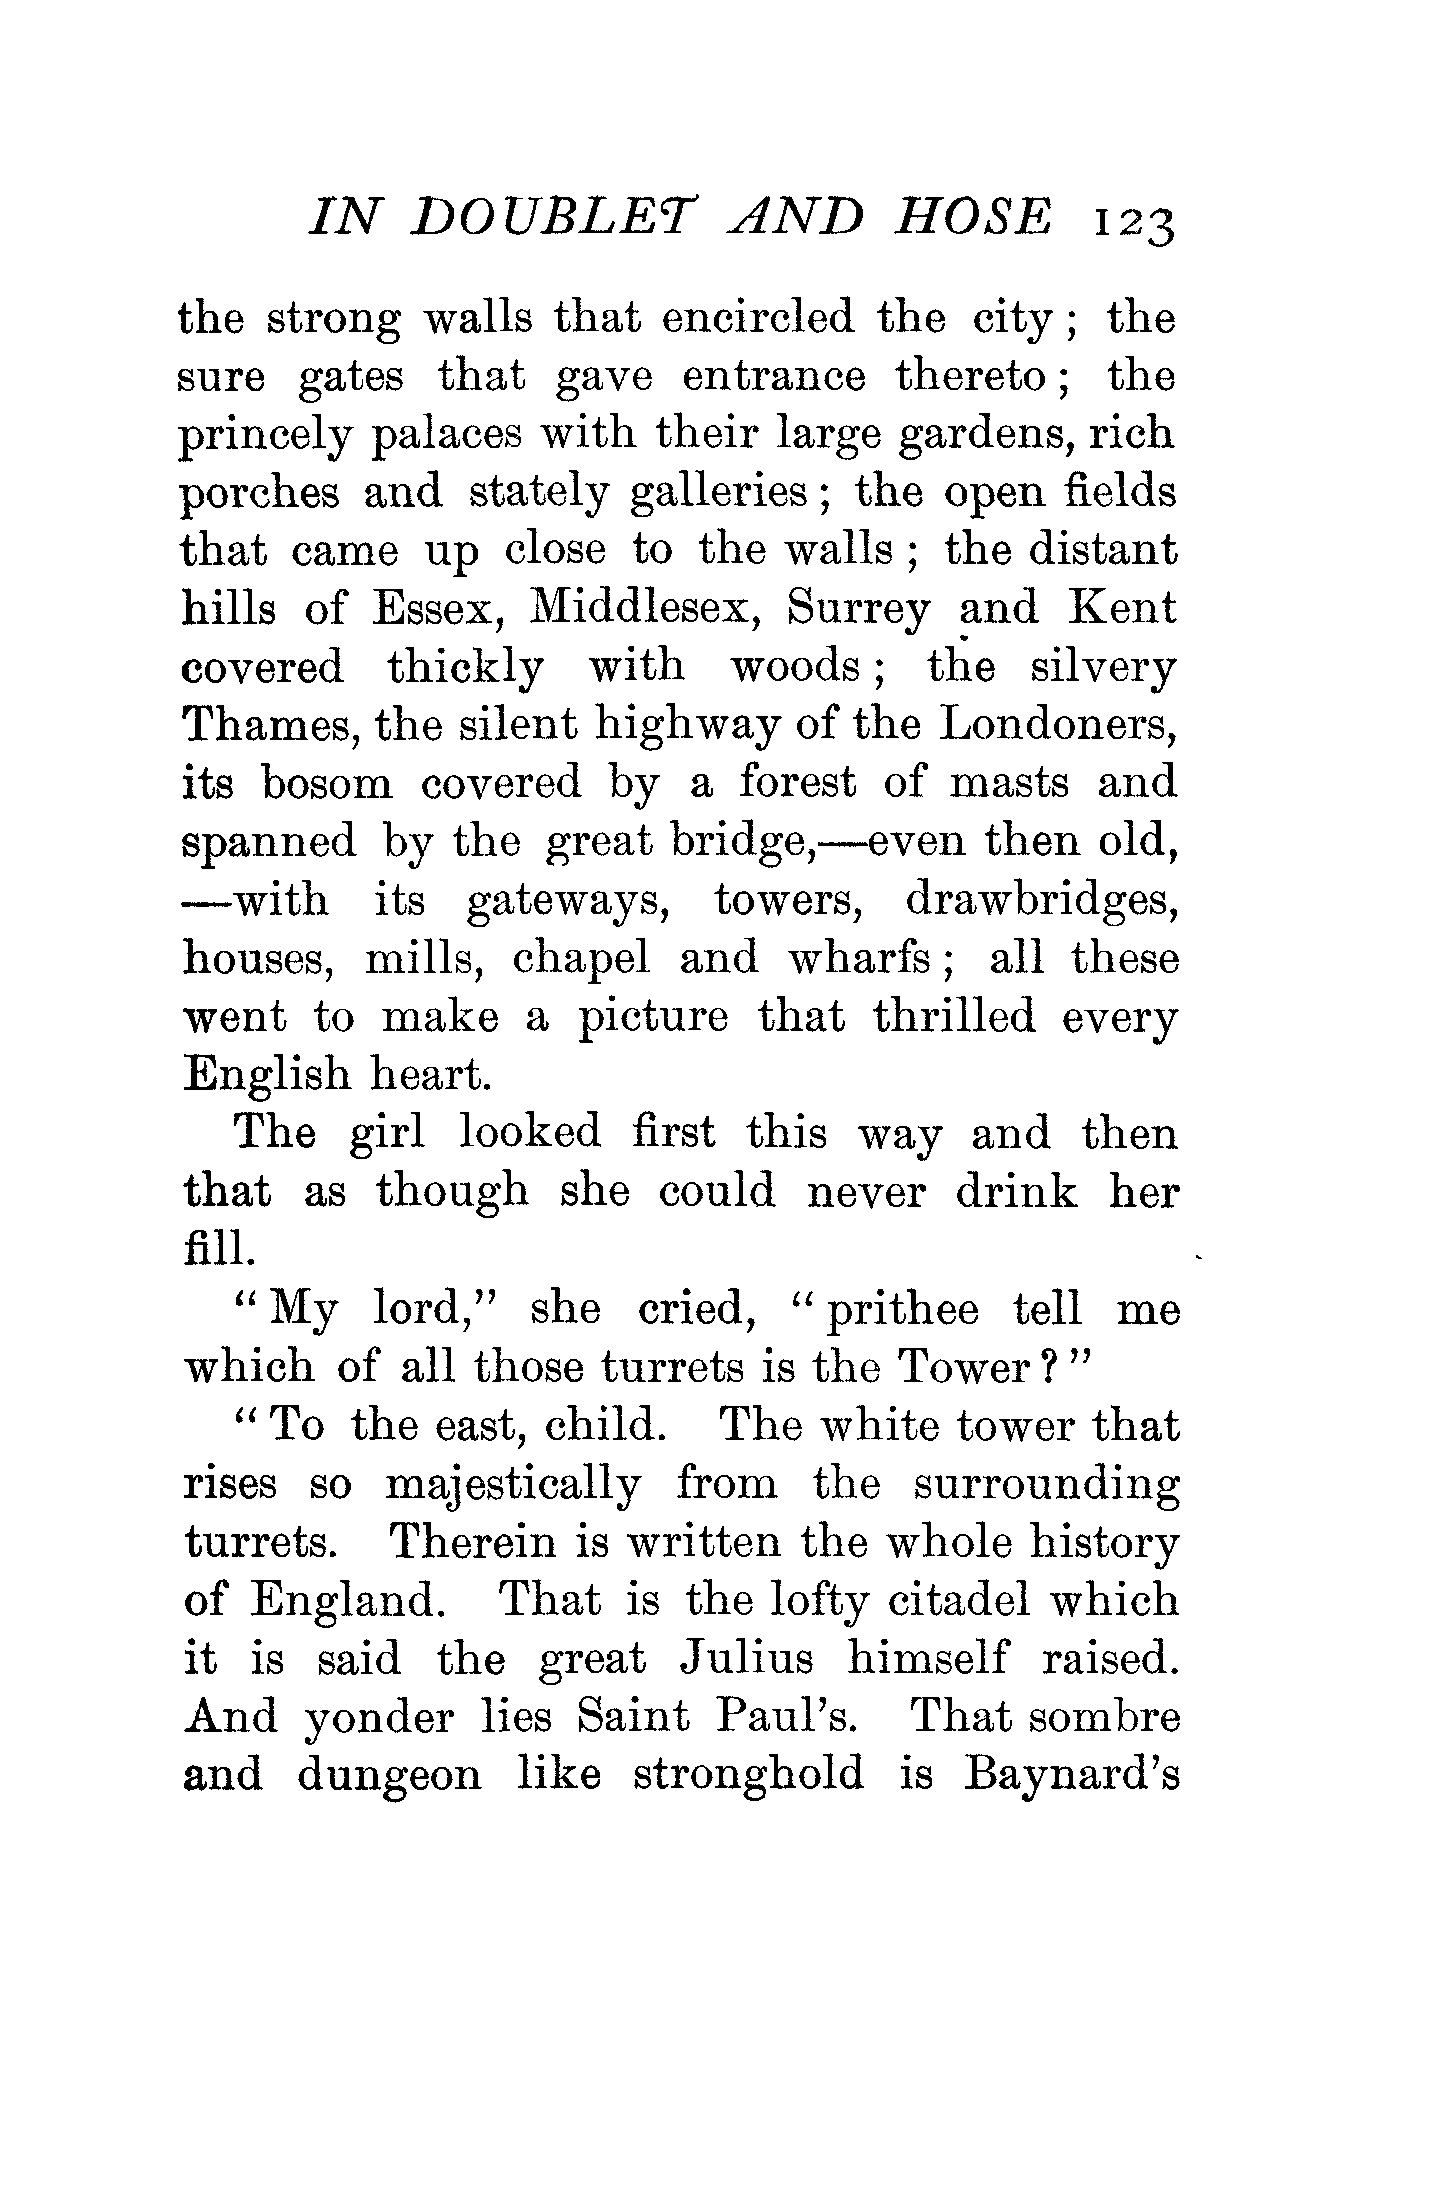 IN DOUBLET AND HOSE 123
the strong walls that encircled the city ; the
sure gates that gave entrance thereto ; the
princely palaces with their large gardens, rich
porches and stately galleries ; the open fields
that came up close to the walls ; the distant
hills of Essex, Middlesex, Surrey and Kent
covered thickly with woods ; the silvery
Thames, the silent highway of the Londoners,
its bosom covered by a forest of masts and
spanned by the great bridge,—even then old,
—with its gateways, towers, drawbridges,
houses, mills, chapel and wharfs ; all these
went to make a picture that thrilled every
English heart.
The girl looked first this way and then
that as though she could never drink her
fill.
“ My lord,” she cried, “ prithee tell me
which of all those turrets is the Tower ? ”
“ To the east, child. The white tower that
rises so majestically from the surrounding
turrets. Therein is written the whole history
of England. That is the lofty citadel which
it is said the great Julius himself raised.
And yonder lies Saint Paul’s. That sombre
and dungeon like stronghold is Baynard’s